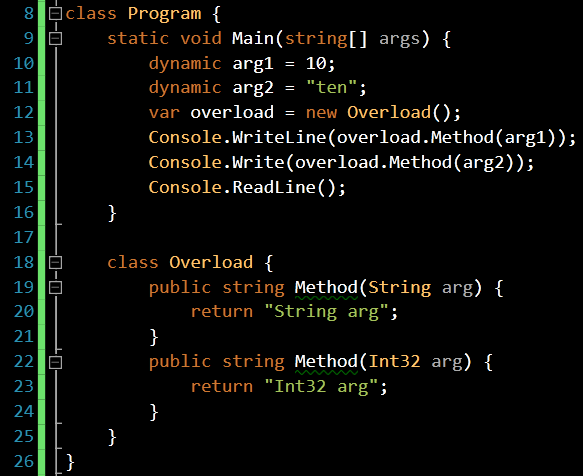 8 class Program {
9 static void Main(string[] args) {
10 dynamic arg1 = 10;
11 dynamic arg2 = "ten";
12 var overload = new Overload();
13 Console.WriteLine(overload.Method(arg1));
14 Console.Write(overload.Method(arg2));
15 Console.ReadLine();
16 }
17
18 class Overload {
19 public string Method(String arg) {
20 return "String arg";
21 }
22 public string Method(Int32 arg) {
23 return "Int32 arg";
24 }
25 }
26 }